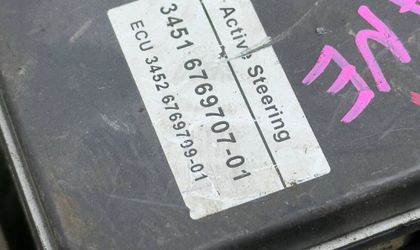 Active Steering
3451 6769707-01
ECU 3452 6769709-01